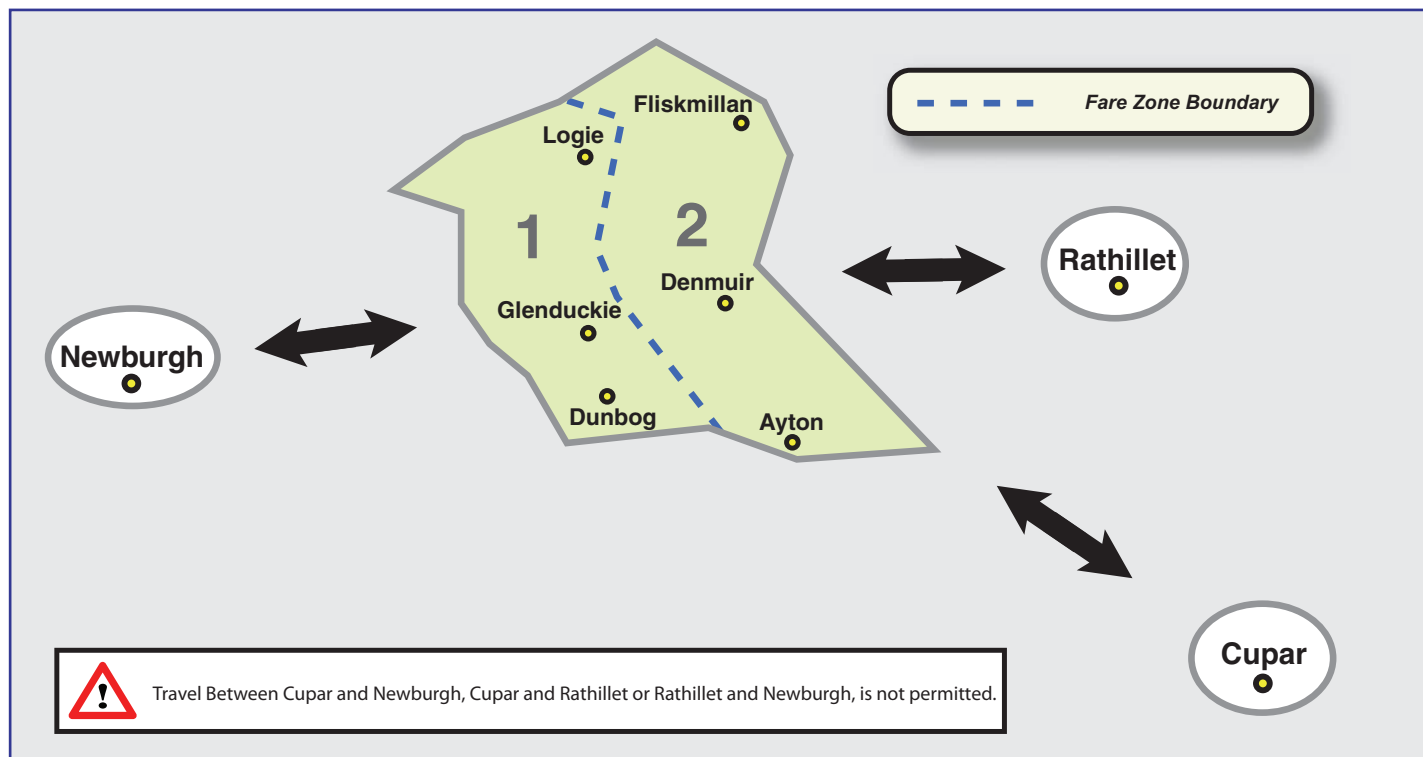 Fliskmillan
Fare Zone Boundary
Logie
1
2
Rathillet
Denmuir
Glenduckie
Newburgh
Dunbog
Ayton
Cupar
! Travel Between Cupar and Newburgh, Cupar and Rathillet or Rathillet and Newburgh, is not permitted.